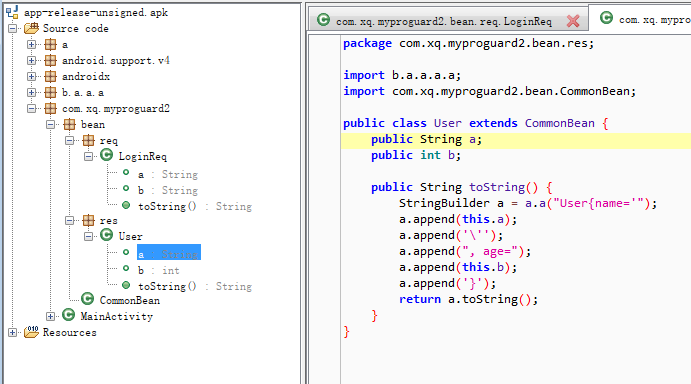 app-release-unsigned.apk
Source code
a
android.support.v4
androidx
b.a.a.a
com.xq.myproguard2
bean
req
LoginReq
a : String
b : String
toString() : String
res
User
a : String
b : int
toString() : String
CommonBean
MainActivity
Resources
com.xq.myproguard2.bean.req.LoginReq
com.xq.mypro
package com.xq.myproguard2.bean.res;
import b.a.a.a.a;
import com.xq.myproguard2.bean.CommonBean;
public class User extends CommonBean {
public String a;
public int b;
public String toString() {
StringBuilder a = a.a("User{name='");
a.append(this.a);
a.append('\'');
a.append(", age=");
a.append(this.b);
a.append('}');
return a.toString();
}
}